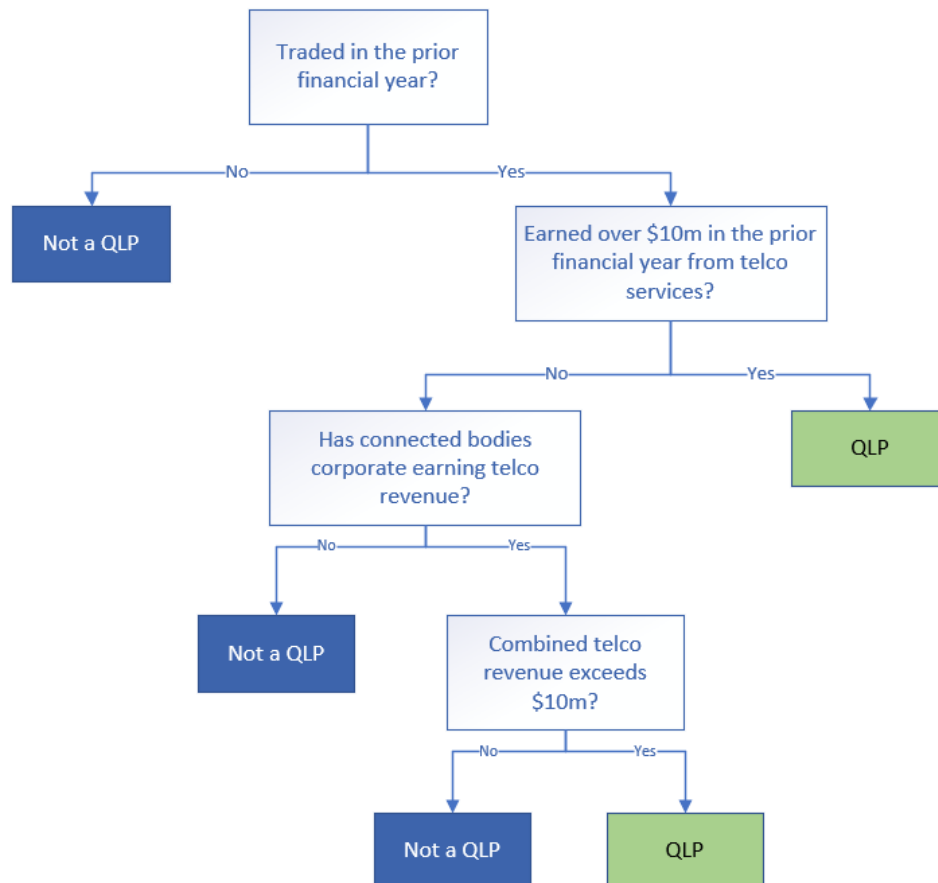 Traded in the prior
financial year?
No
Yes
Not a QLP
Earned over $10m in the prior
financial year from telco
services?
No
Yes
Has connected bodies
corporate earning telco
revenue?
QLP
No
Yes
Not a QLP
Combined telco
revenue exceeds
$10m?
No
Yes
Not a QLP
QLP